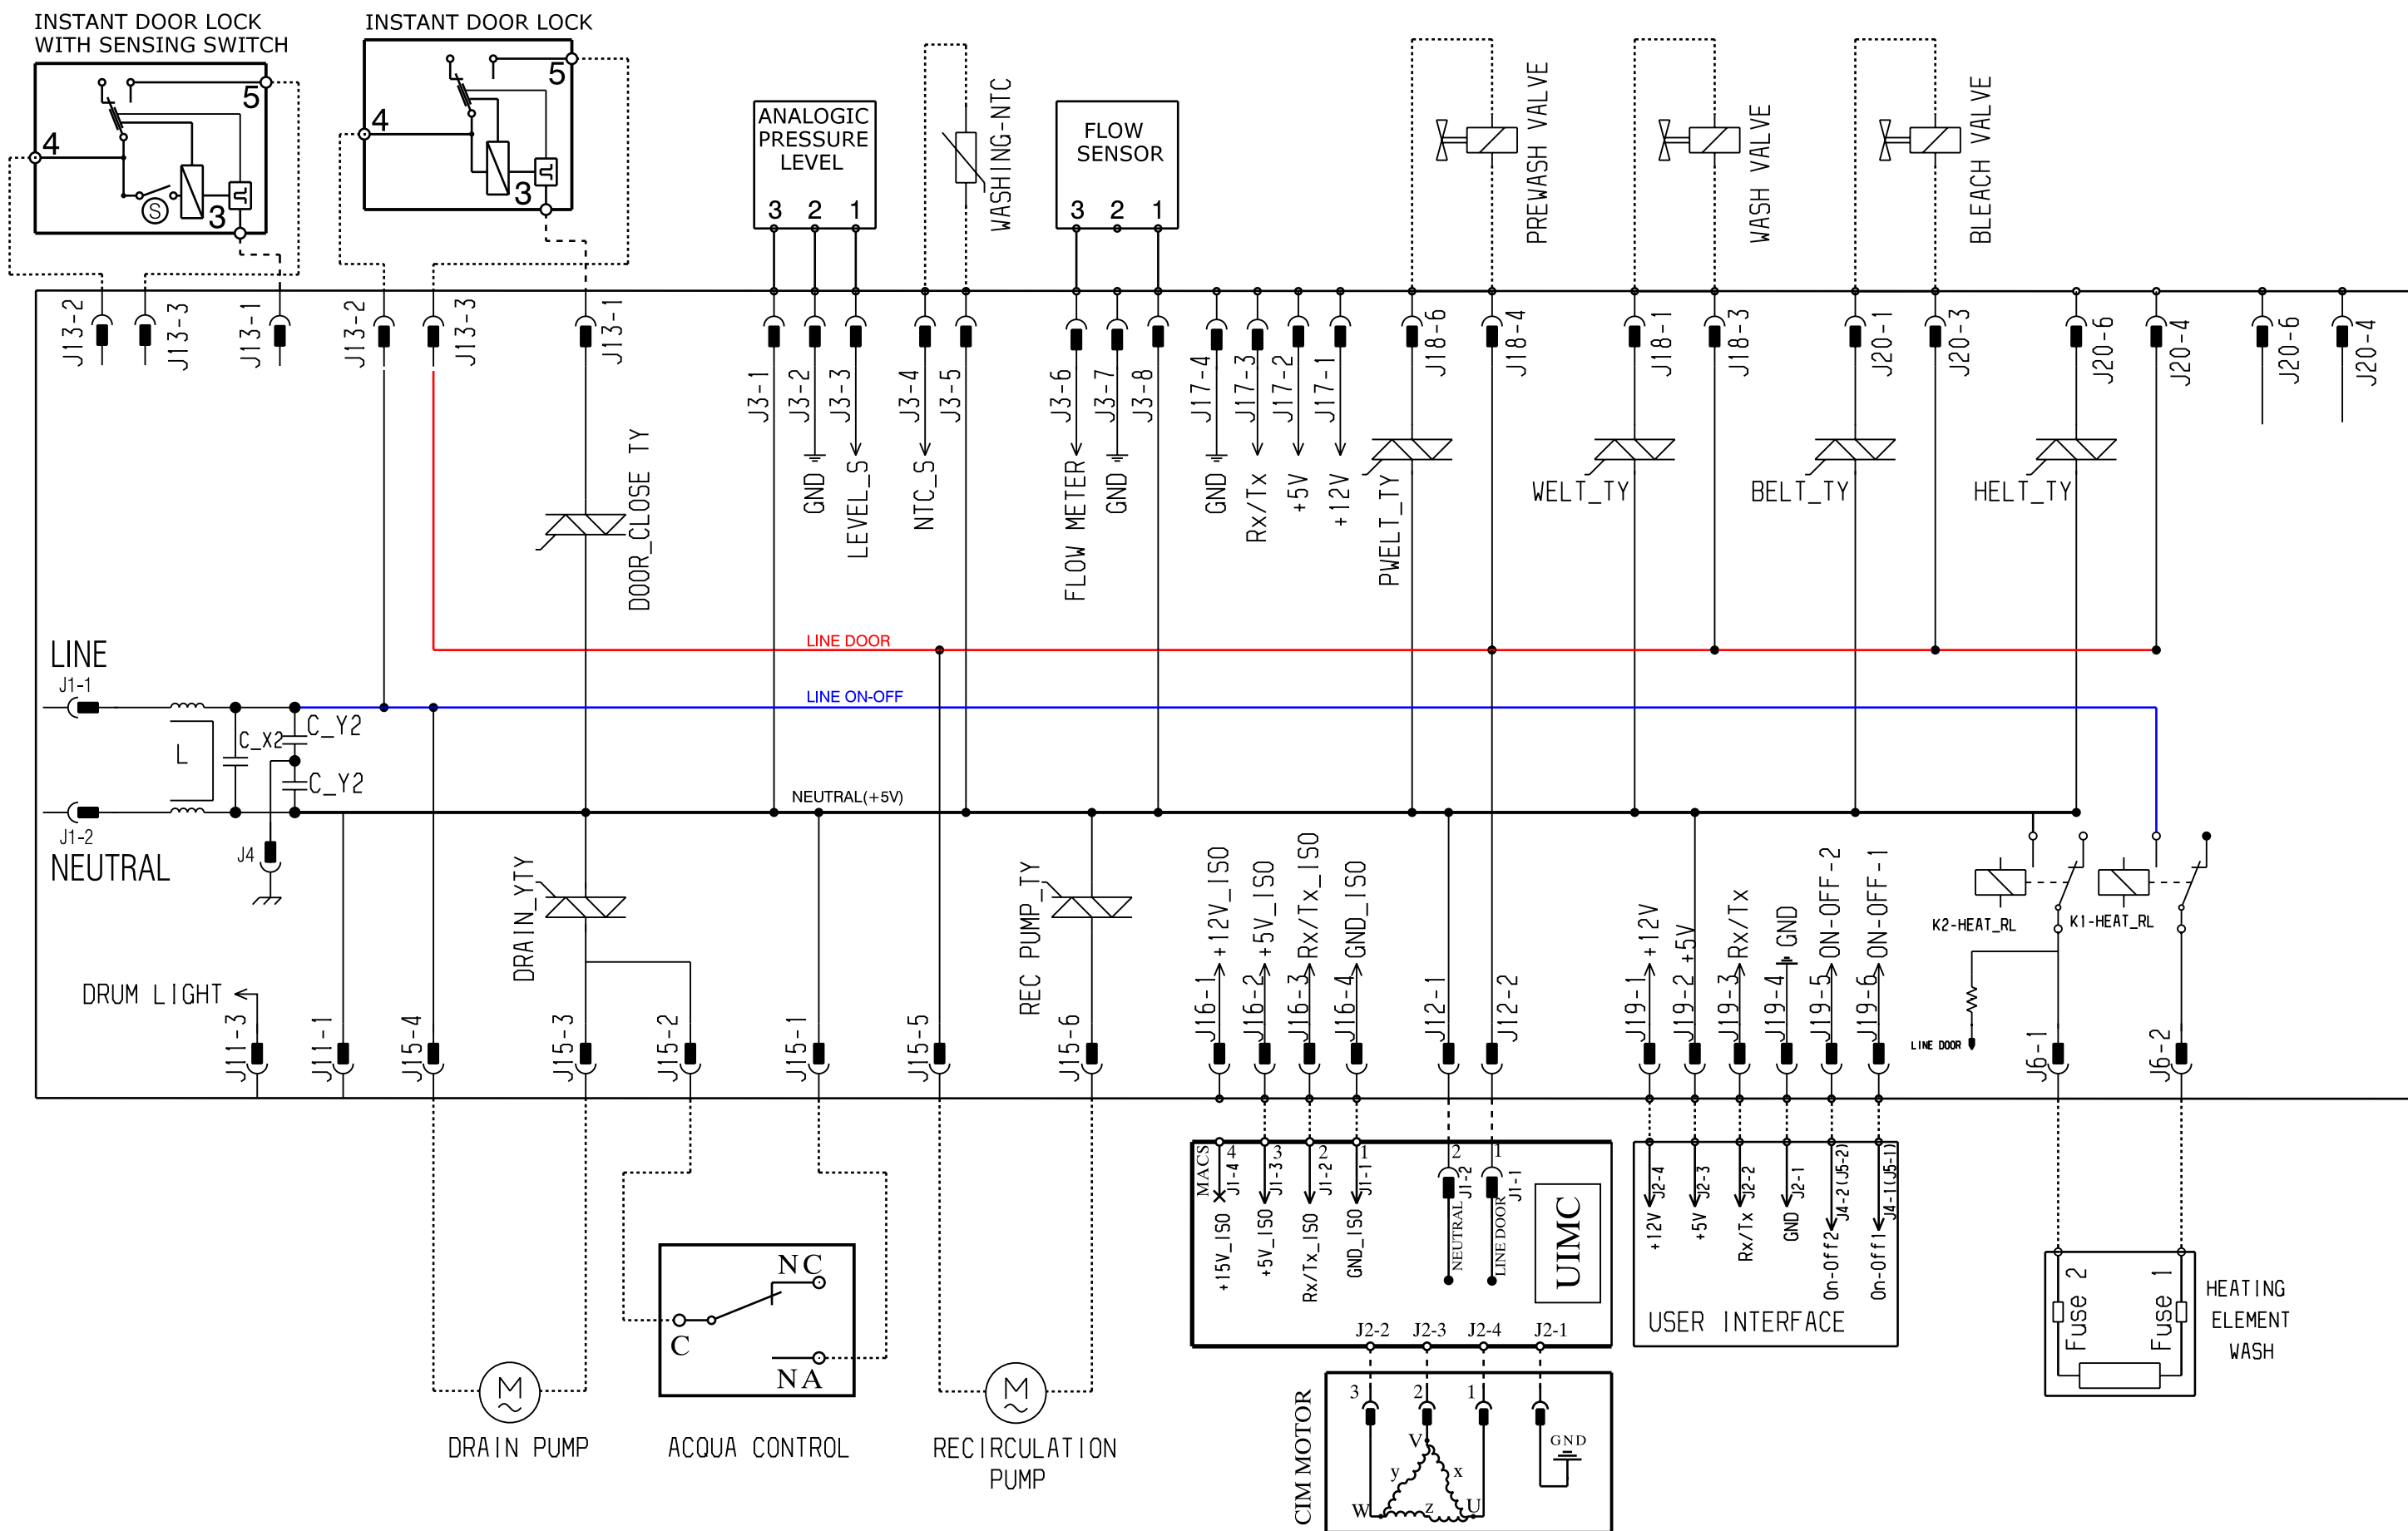 INSTANT DOOR LOCK
WITH SENSING SWITCH
5
4
S
3
INSTANT DOOR LOCK
5
4
3
ANALOGIC
PRESSURE
LEVEL
3 2 1
WASHING-NTC
FLOW
SENSOR
3 2 1
PREWASH VALVE
WASH VALVE
BLEACH VALVE
J13-2
J13-3
J13-1
J13-2
J13-3
J13-1
J3-1
J3-2
J3-3
J3-4
J3-5
J3-6
J3-7
J3-8
J17-4
J17-3
J17-2
J17-1
J18-6
J18-4
J18-1
J18-3
J20-1
J20-3
J20-6
J20-4
J20-6
J20-4
DOOR_CLOSE TY
GND
LEVEL_S
NTC_S
FLOW METER
GND
GND
Rx/Tx
+5V
+12V
PWELT_TY
WELT_TY
BELT_TY
HELT_TY
LINE DOOR
LINE
J1-1
LINE ON-OFF
L
C_X2
C_Y2
C_Y2
NEUTRAL(+5V)
J1-2
NEUTRAL
J4
DRAIN_YTY
REC PUMP_TY
+12V_ISO
+5V_ISO
Rx/Tx_ISO
GND_ISO
+12V
+5V
Rx/Tx
GND
ON-OFF-2
ON-OFF-1
K2-HEAT_RL
K1-HEAT_RL
DRUM LIGHT
J11-3
J11-1
J15-4
J15-3
J15-2
J15-1
J15-5
J15-6
J16-1
J16-2
J16-3
J16-4
J12-1
J12-2
J19-1
J19-2
J19-3
J19-4
J19-5
J19-6
LINE DOOR
J6-1
J6-2
MACS
4
J1-4
3
J1-3
2
J1-2
1
J1-1
2
J1-2
1
J1-1
+15V_ISO
+5V_ISO
Rx/Tx_ISO
GND_ISO
NEUTRAL
LINE DOOR
UIMC
J2-2 J2-3 J2-4 J2-1
J2-4
J2-3
J2-2
J2-1
J4-2(J5-2)
J4-1(J5-1)
+12V
+5V
Rx/Tx
GND
On-Off2
On-Off1
USER INTERFACE
Fuse 2
Fuse 1
HEATING
ELEMENT
WASH
NC
C
NA
M
DRAIN PUMP
ACQUA CONTROL
M
RECIRCULATION
PUMP
CIM MOTOR
3 2 1
GND
V
y x
W z U